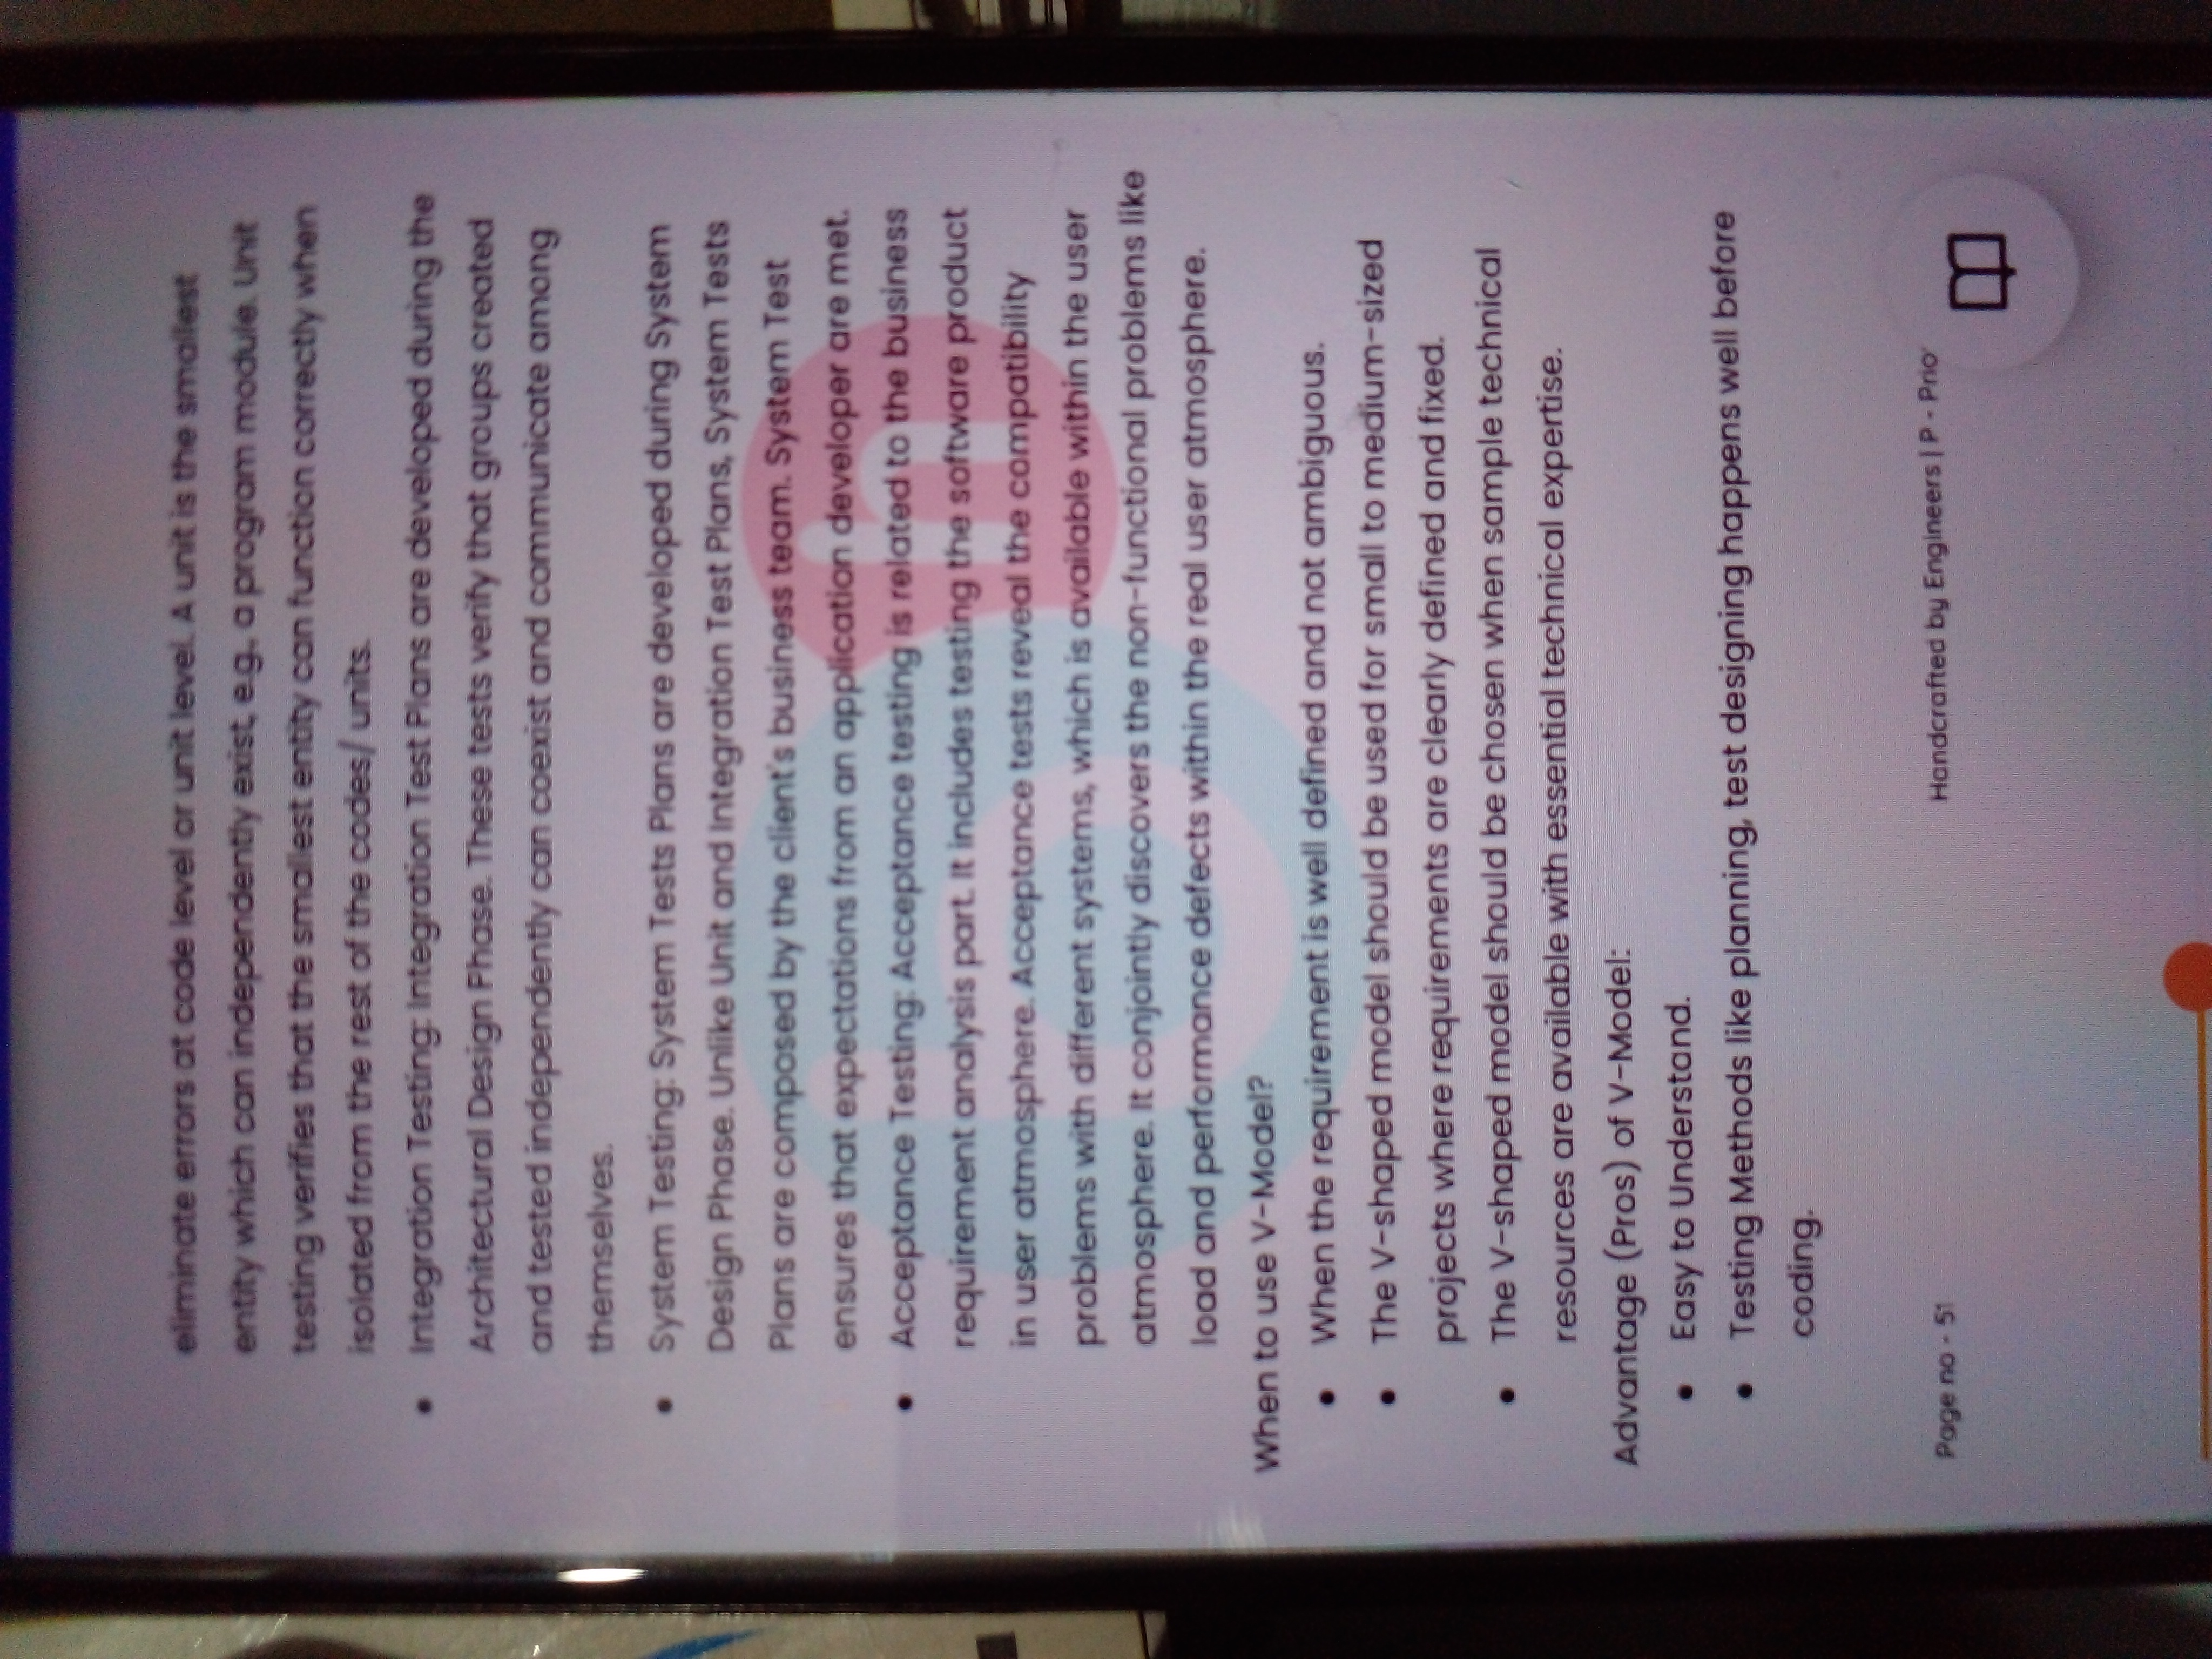 eliminate errors at code level or unit level. A unit is the smallest
entity which can independently exist, e.g., a program module. Unit
testing verifies that the smallest entity can function correctly when
isolated from the rest of the codes/ units.
• Integration Testing: Integration Test Plans are developed during the
Architectural Design Phase. These tests verify that groups created
and tested independently can coexist and communicate among
themselves.
• System Testing: System Tests Plans are developed during System
Design Phase. Unlike Unit and Integration Test Plans, System Tests
Plans are composed by the client's business team. System Test
ensures that expectations from an application developer are met.
• Acceptance Testing: Acceptance testing is related to the business
requirement analysis part. It includes testing the software product
in user atmosphere. Acceptance tests reveal the compatibility
problems with different systems, which is available within the user
atmosphere. It conjointly discovers the non-functional problems like
load and performance defects within the real user atmosphere.
When to use V-Model?
• When the requirement is well defined and not ambiguous.
• The V-shaped model should be used for small to medium-sized
projects where requirements are clearly defined and fixed.
• The V-shaped model should be chosen when sample technical
resources are available with essential technical expertise.
Advantage (Pros) of V-Model:
• Easy to Understand.
• Testing Methods like planning, test designing happens well before
coding.
Page no - 51
Handcrafted by Engineers | P - Prio